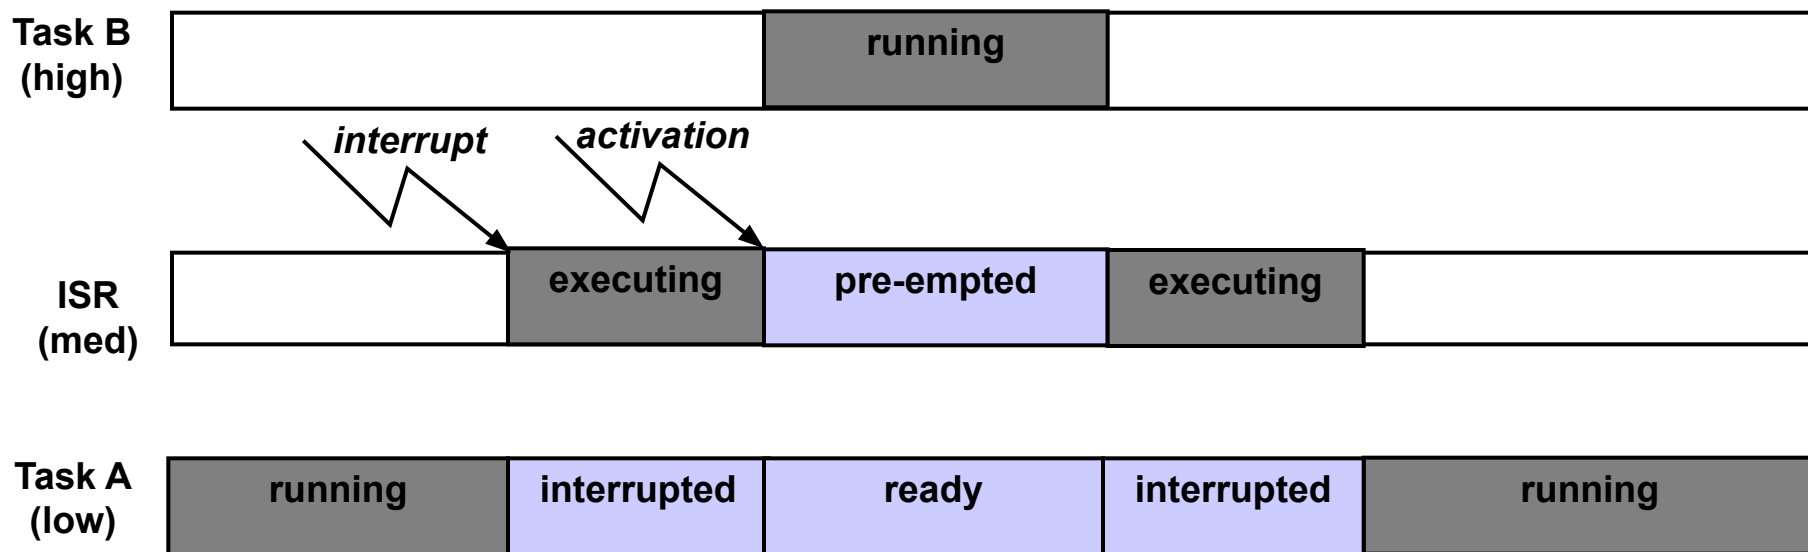 Task B
(high)
running
interrupt
activation
ISR
(med)
executing
pre-empted
executing
Task A
(low)
running
interrupted
ready
interrupted
running